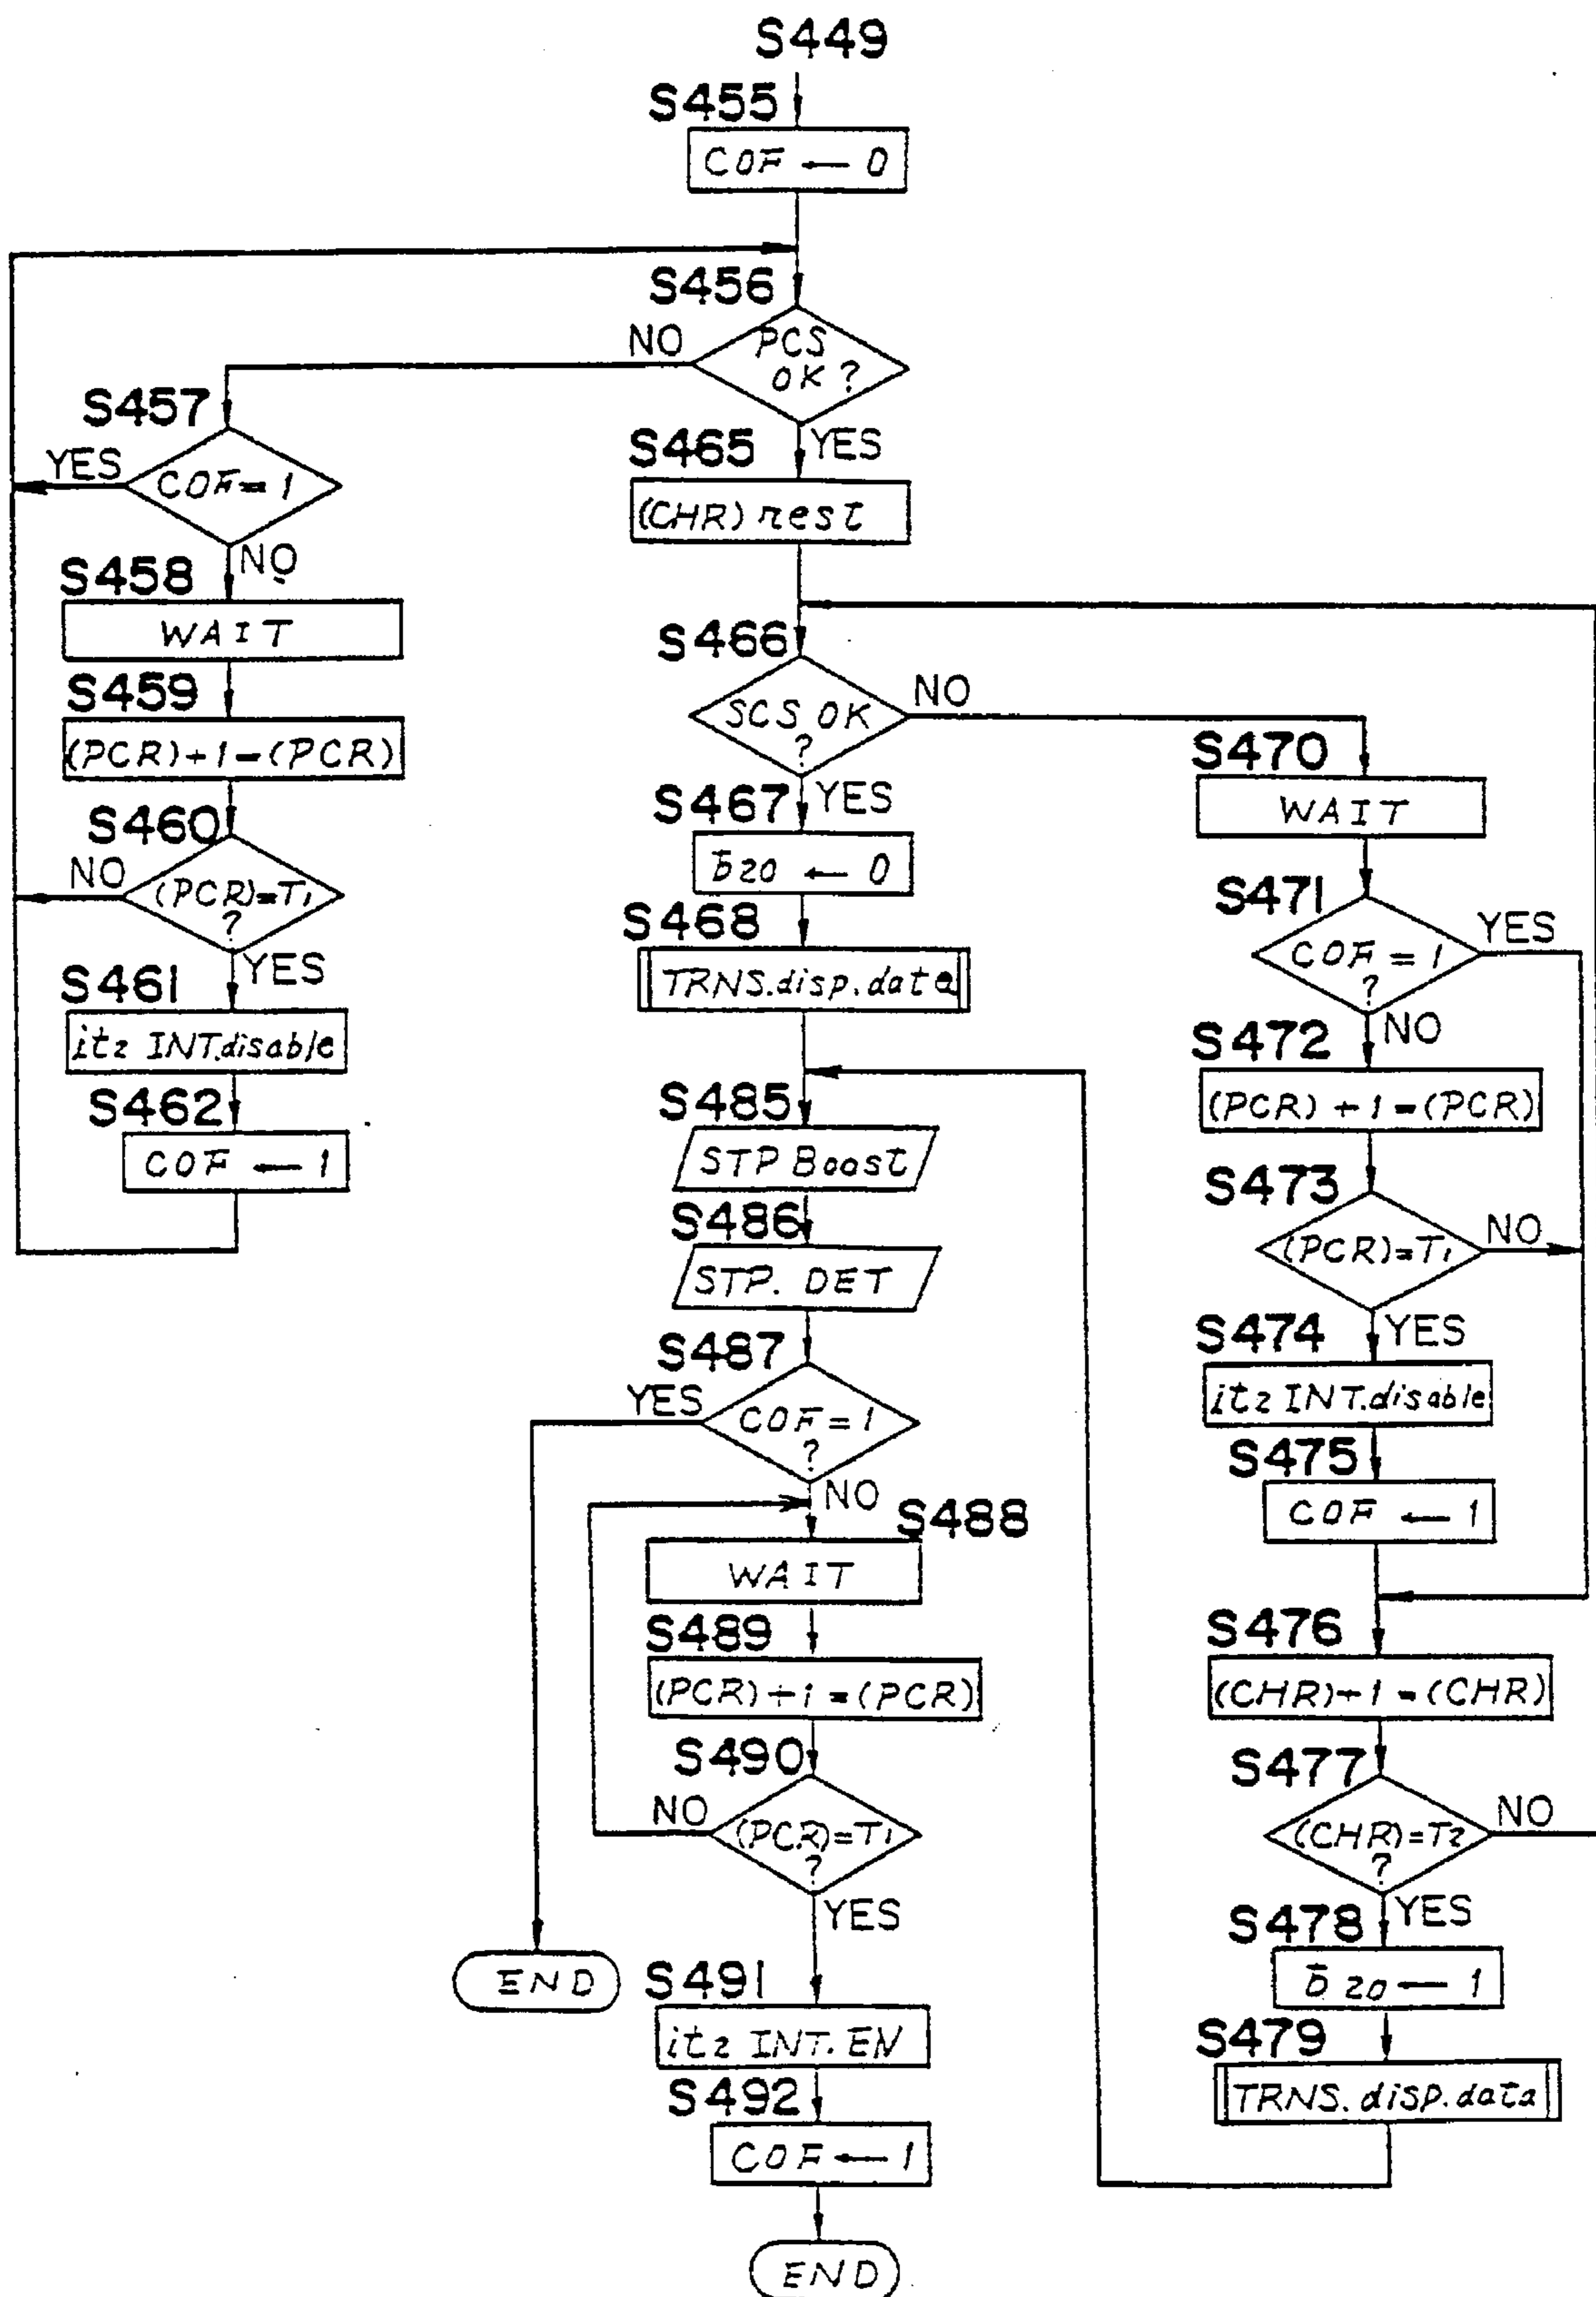 S449
S455
COF ← 0
S456
PCS
OK ?
NO
YES
S457
COF = 1
YES
NO
S458
WAIT
S459
(PCR)+1-(PCR)
S460
(PCR)=T1
?
NO
YES
S461
itz INT.disable
S462
COF ← 1
S465
(CHR) rest
S466
SCS OK
?
NO
YES
S467
b̄20 ← 0
S468
TRNS.disp.data
S470
WAIT
S471
COF = 1
?
YES
NO
S472
(PCR) +1-(PCR)
S473
(PCR)=T1
NO
YES
S474
itz INT.disable
S475
COF ← 1
S476
(CHR)+1-(CHR)
S477
(CHR)=T2
?
NO
YES
S478
b̄20 ← 1
S479
TRNS.disp.data
S485
STP Boost
S486
STP. DET
S487
COF = 1
?
YES
NO
END
S488
WAIT
S489
(PCR)+1=(PCR)
S490
(PCR)=T1
?
NO
YES
S491
itz INT. EN
S492
COF ← 1
END